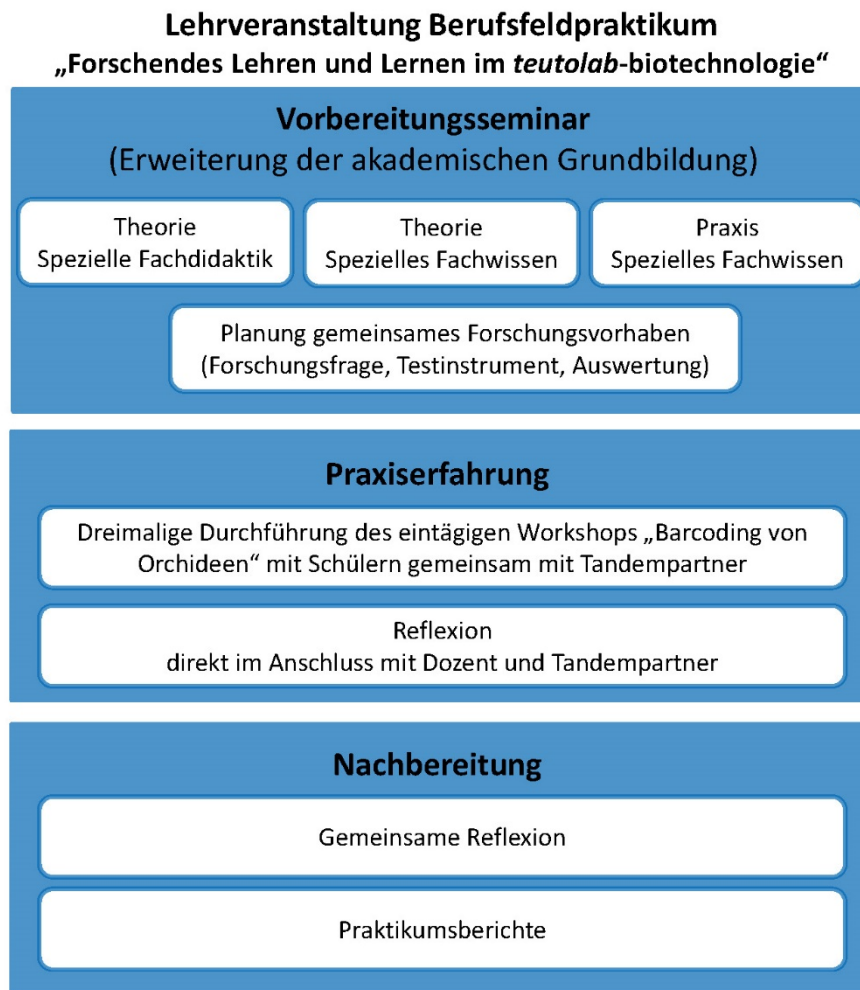 Lehrveranstaltung Berufsfeldpraktikum
„Forschendes Lehren und Lernen im teutolab-biotechnologie“
Vorbereitungsseminar
(Erweiterung der akademischen Grundbildung)
Theorie
Spezielle Fachdidaktik
Theorie
Spezielles Fachwissen
Praxis
Spezielles Fachwissen
Planung gemeinsames Forschungsvorhaben
(Forschungsfrage, Testinstrument, Auswertung)
Praxiserfahrung
Dreimalige Durchführung des eintägigen Workshops „Barcoding von
Orchideen“ mit Schülern gemeinsam mit Tandempartner
Reflexion
direkt im Anschluss mit Dozent und Tandempartner
Nachbereitung
Gemeinsame Reflexion
Praktikumsberichte